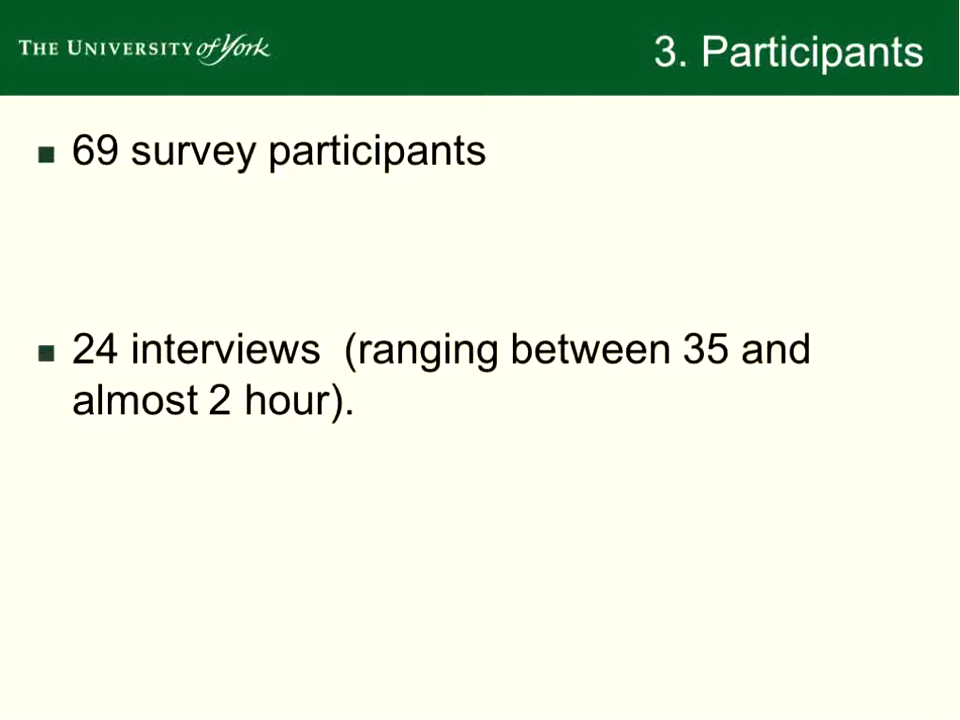 THE UNIVERSITY of York
3. Participants
69 survey participants
24 interviews (ranging between 35 and
almost 2 hour).